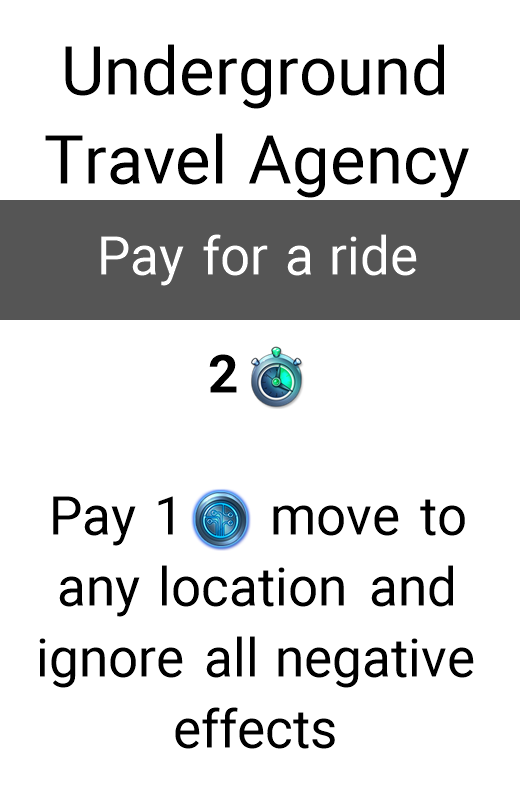 Underground
Travel Agency
Pay for a ride
2
Pay 1 move to
any location and
ignore all negative
effects